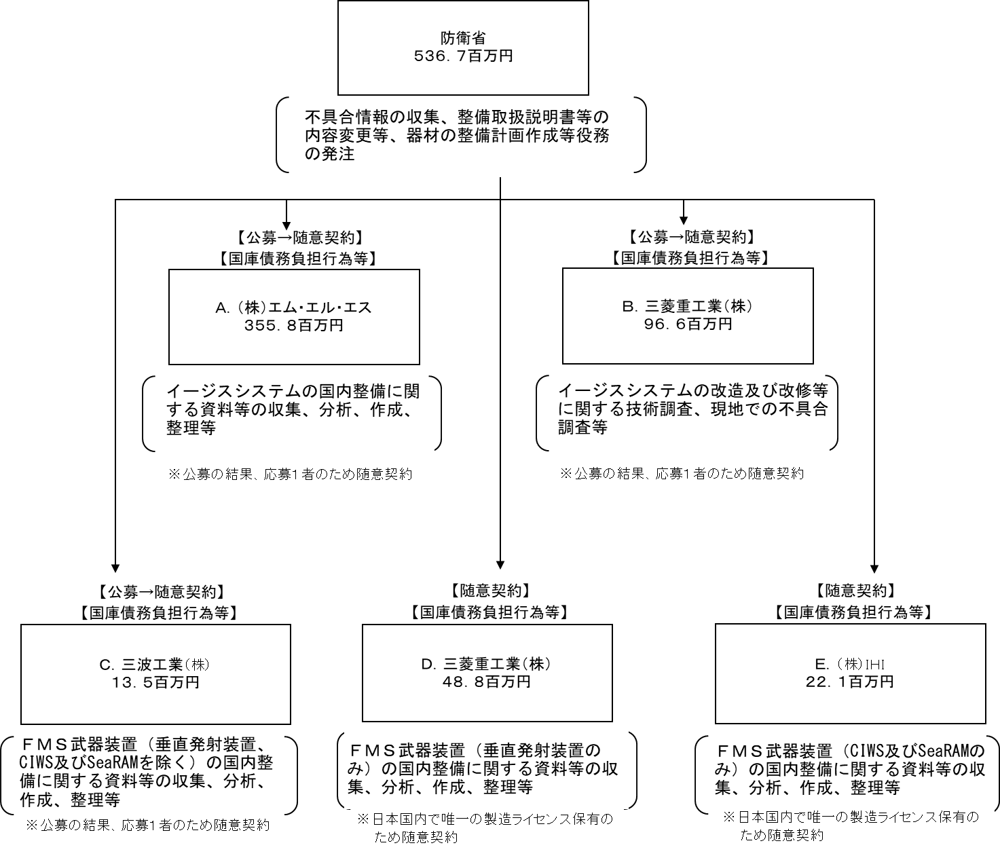 防衛省
５３６．７百万円
不具合情報の収集、整備取扱説明書等の
内容変更等、器材の整備計画作成等役務
の発注
【公募→随意契約】
【国庫債務負担行為等】
Ａ．（株）エム・エル・エス
３５５．８百万円
イージスシステムの国内整備に関
する資料等の収集、分析、作成、
整理等
※公募の結果、応募１者のため随意契約
【公募→随意契約】
【国庫債務負担行為等】
Ｂ．三菱重工業（株）
９６．６百万円
イージスシステムの改造及び改修等
に関する技術調査、現地での不具合
調査等
※公募の結果、応募１者のため随意契約
【公募→随意契約】
【国庫債務負担行為等】
Ｃ．三波工業（株）
１３．５百万円
ＦＭＳ武器装置（垂直発射装置、
CIWS及びSeaRAMを除く）の国内整
備に関する資料等の収集、分析、
作成、整理等
※公募の結果、応募１者のため随意契約
【随意契約】
【国庫債務負担行為等】
Ｄ．三菱重工業（株）
４８．８百万円
ＦＭＳ武器装置（垂直発射装置の
み）の国内整備に関する資料等の収
集、分析、作成、整理等
※日本国内で唯一の製造ライセンス保有の
ため随意契約
【随意契約】
【国庫債務負担行為等】
Ｅ．（株）IHI
２２．１百万円
ＦＭＳ武器装置（CIWS及びSeaRAMの
み）の国内整備に関する資料等の収
集、分析、作成、整理等
※日本国内で唯一の製造ライセンス保有の
ため随意契約